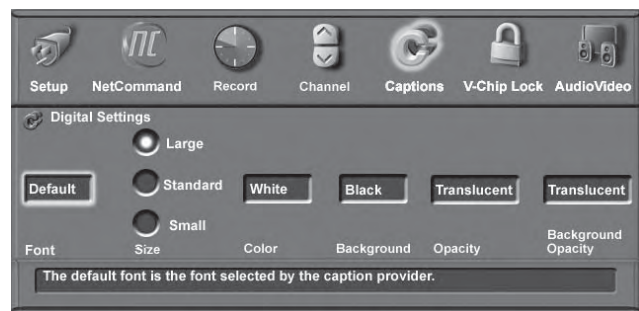 Setup NetCommand Record Channel Captions V-Chip Lock AudioVideo
Digital Settings
Large
Default Standard White Black Translucent Translucent
Small
Font Size Color Background Opacity Background Opacity
The default font is the font selected by the caption provider.